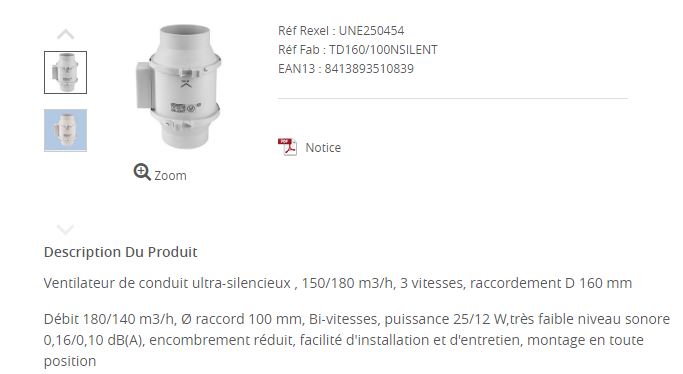 Réf Rexel : UNE250454
Réf Fab : TD160/100NSILENT
EAN13 : 8413893510839
Notice
Zoom
Description Du Produit
Ventilateur de conduit ultra-silencieux , 150/180 m3/h, 3 vitesses, raccordement D 160 mm
Débit 180/140 m3/h, Ø raccord 100 mm, Bi-vitesses, puissance 25/12 W,très faible niveau sonore
0,16/0,10 dB(A), encombrement réduit, facilité d'installation et d'entretien, montage en toute
position